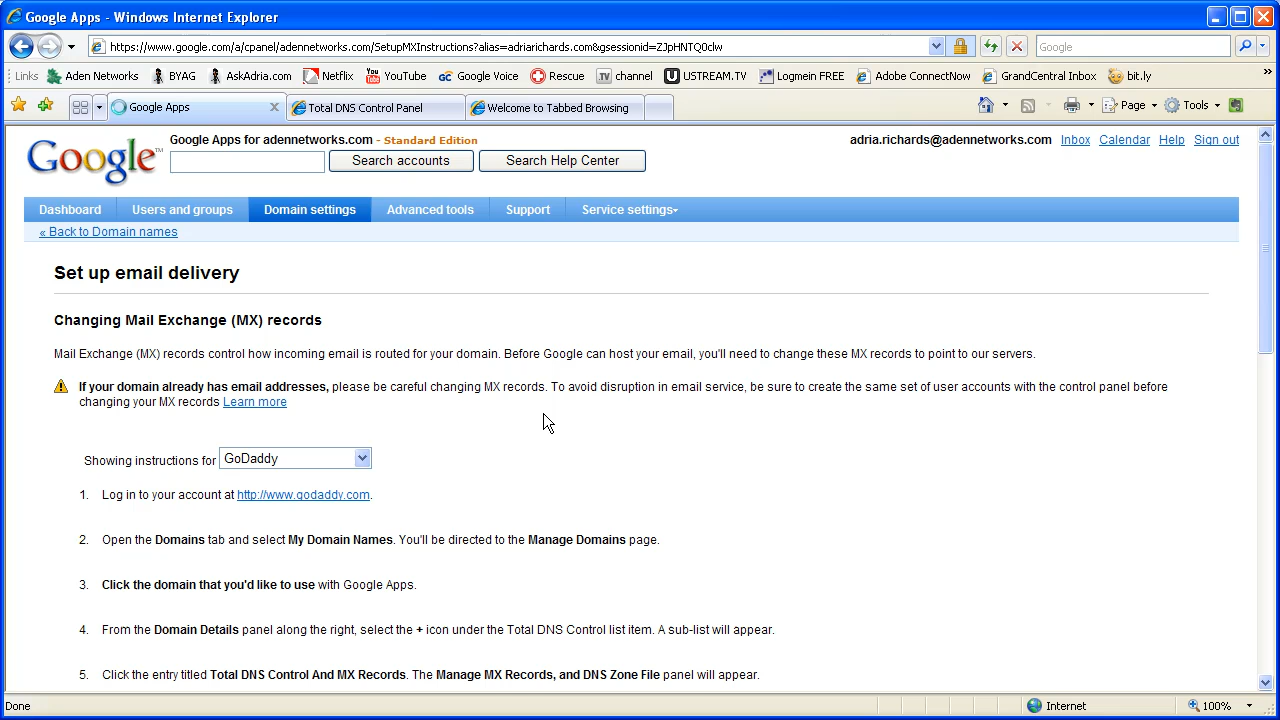 Google Apps - Windows Internet Explorer
https://www.google.com/a/cpanel/adennetworks.com/SetupMXInstructions?alias=adriarichards.com&gsessionid=ZJpHNTQ0clw
Google
Links Aden Networks BYAG AskAdria.com Netflix YouTube Google Voice Rescue channel USTREAM.TV Logmein FREE Adobe ConnectNow GrandCentral Inbox bit.ly »
Google Apps Total DNS Control Panel Welcome to Tabbed Browsing Page Tools
Google Apps for adennetworks.com - Standard Edition adria.richards@adennetworks.com Inbox Calendar Help Sign out
Google™ Search accounts Search Help Center
Dashboard Users and groups Domain settings Advanced tools Support Service settings
« Back to Domain names
Set up email delivery
Changing Mail Exchange (MX) records
Mail Exchange (MX) records control how incoming email is routed for your domain. Before Google can host your email, you'll need to change these MX records to point to our servers.
If your domain already has email addresses, please be careful changing MX records. To avoid disruption in email service, be sure to create the same set of user accounts with the control panel before
changing your MX records Learn more
Showing instructions for GoDaddy
1. Log in to your account at http://www.godaddy.com.
2. Open the Domains tab and select My Domain Names. You'll be directed to the Manage Domains page.
3. Click the domain that you'd like to use with Google Apps.
4. From the Domain Details panel along the right, select the + icon under the Total DNS Control list item. A sub-list will appear.
5. Click the entry titled Total DNS Control And MX Records. The Manage MX Records, and DNS Zone File panel will appear.
Done Internet 100%